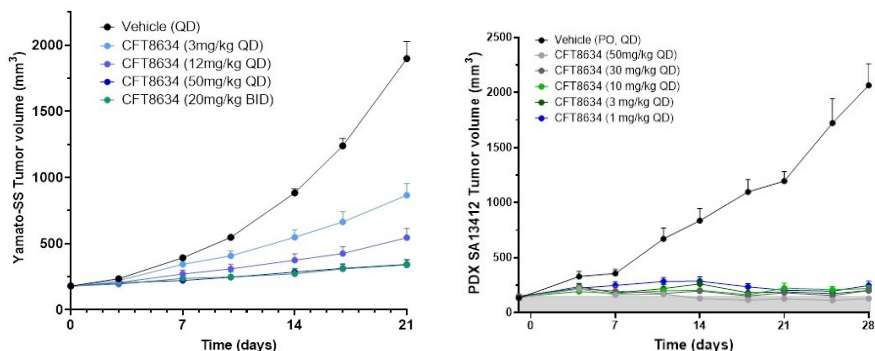 Yamato-SS Tumor volume (mm³)
2000
1500
1000
500
0
Vehicle (QD)
CFT8634 (3mg/kg QD)
CFT8634 (12mg/kg QD)
CFT8634 (50mg/kg QD)
CFT8634 (20mg/kg BID)
0 7 14 21
Time (days)
PDX SA13412 Tumor volume (mm³)
2500
2000
1500
1000
500
0
Vehicle (PO, QD)
CFT8634 (50mg/kg QD)
CFT8634 (30 mg/kg QD)
CFT8634 (10 mg/kg QD)
CFT8634 (3 mg/kg QD)
CFT8634 (1 mg/kg QD)
0 7 14 21 28
Time (days)